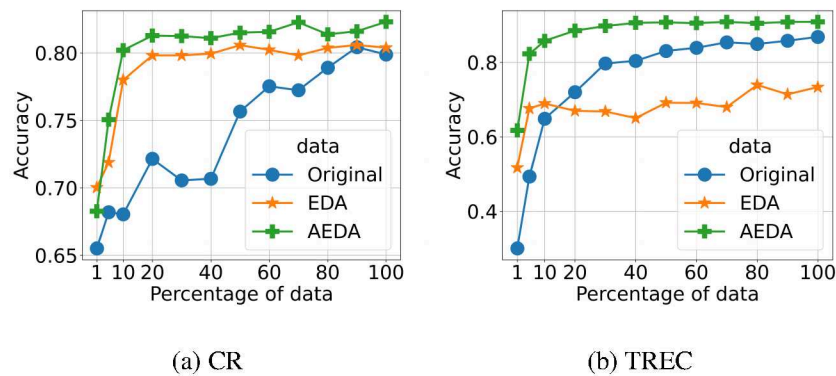 0.80
0.75
0.70
0.65
Accuracy
data
Original
EDA
AEDA
1 10 20 40 60 80 100
Percentage of data
(a) CR
0.8
0.6
0.4
Accuracy
data
Original
EDA
AEDA
1 10 20 40 60 80 100
Percentage of data
(b) TREC